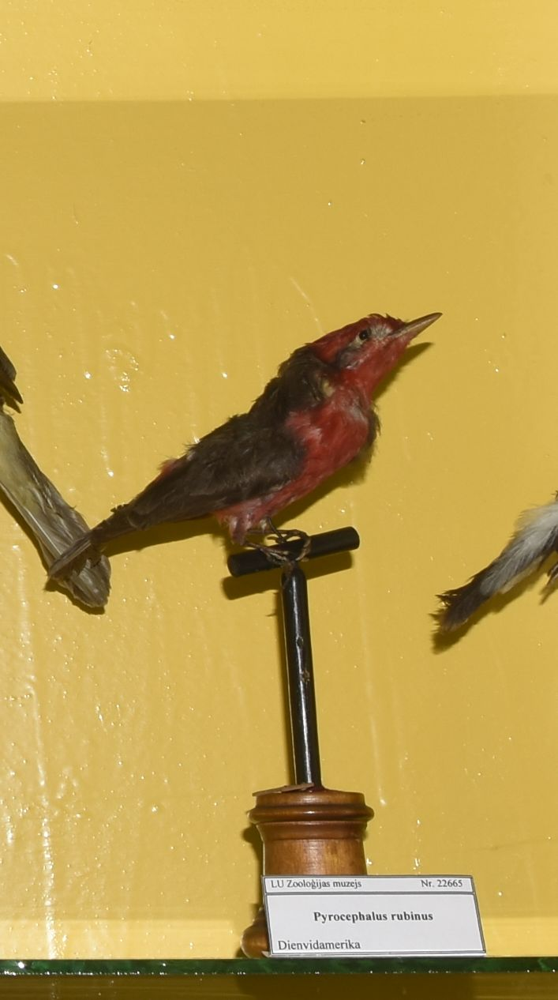 LU Zooloģijas muzejs Nr. 22665
Pyrocephalus rubinus
Dienvidamerika